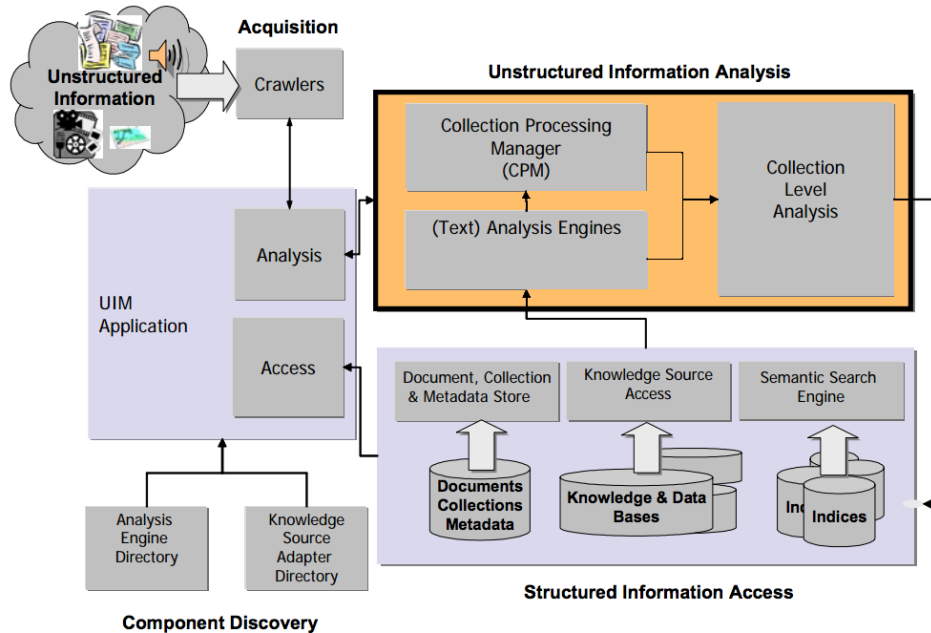 Acquisition
Unstructured
Information
Crawlers
Unstructured Information Analysis
Collection Processing
Manager
(CPM)
(Text) Analysis Engines
Collection
Level
Analysis
UIM
Application
Analysis
Access
Document, Collection
& Metadata Store
Knowledge Source
Access
Semantic Search
Engine
Documents
Collections
Metadata
Knowledge & Data
Bases
Indices
Analysis
Engine
Directory
Knowledge
Source
Adapter
Directory
Structured Information Access
Component Discovery